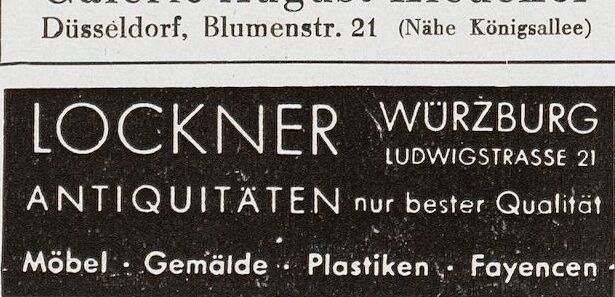 Düsseldorf, Blumenstr. 21 (Nähe Königsallee)
LOCKNER WÜRZBURG
LUDWIGSTRASSE 21
ANTIQUITÄTEN nur bester Qualität
Möbel · Gemälde · Plastiken · Fayencen